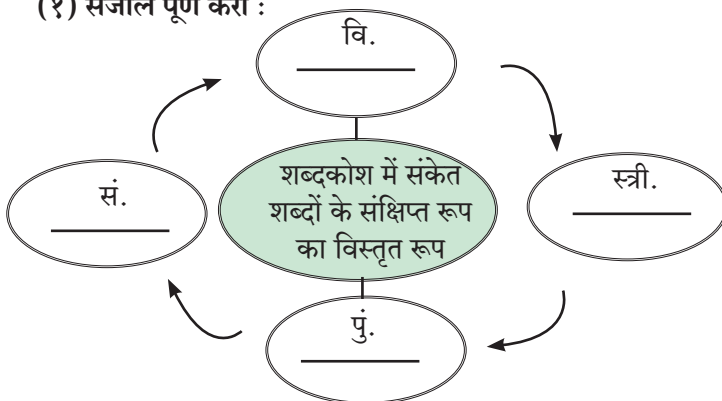 (१) संजाल पूर्ण करो :
वि.
स्त्री.
सं.
शब्दकोश में संकेत
शब्दों के संक्षिप्त रूप
का विस्तृत रूप
पुं.